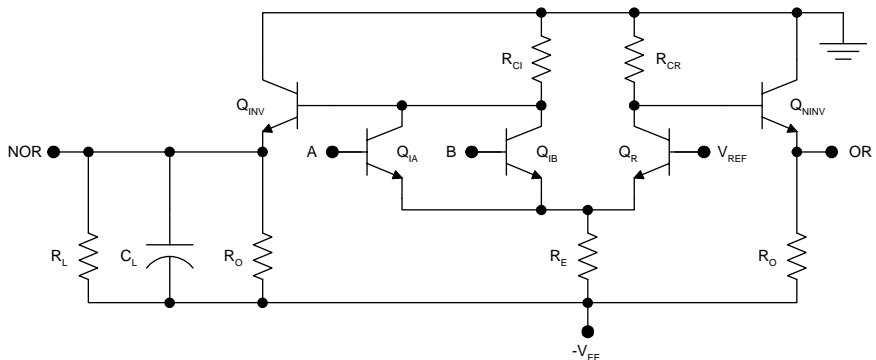 R_CI
R_CR
Q_INV
Q_NINV
NOR
A
Q_IA
B
Q_IB
Q_R
V_REF
OR
R_L
C_L
R_O
R_E
R_O
-V_EE